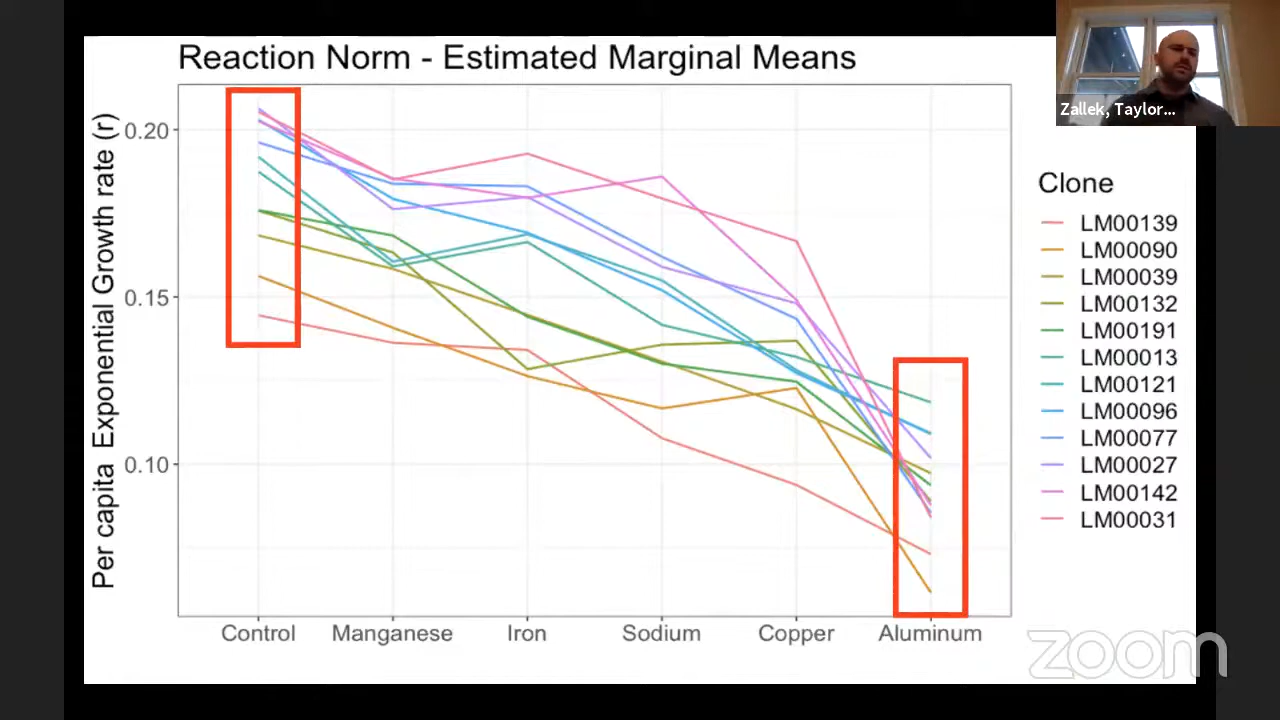 Reaction Norm - Estimated Marginal Means
Zallek, Taylor...
Per capita Exponential Growth rate (r)
0.20
0.15
0.10
Control Manganese Iron Sodium Copper Aluminum
Clone
LM00139
LM00090
LM00039
LM00132
LM00191
LM00013
LM00121
LM00096
LM00077
LM00027
LM00142
LM00031
zoom